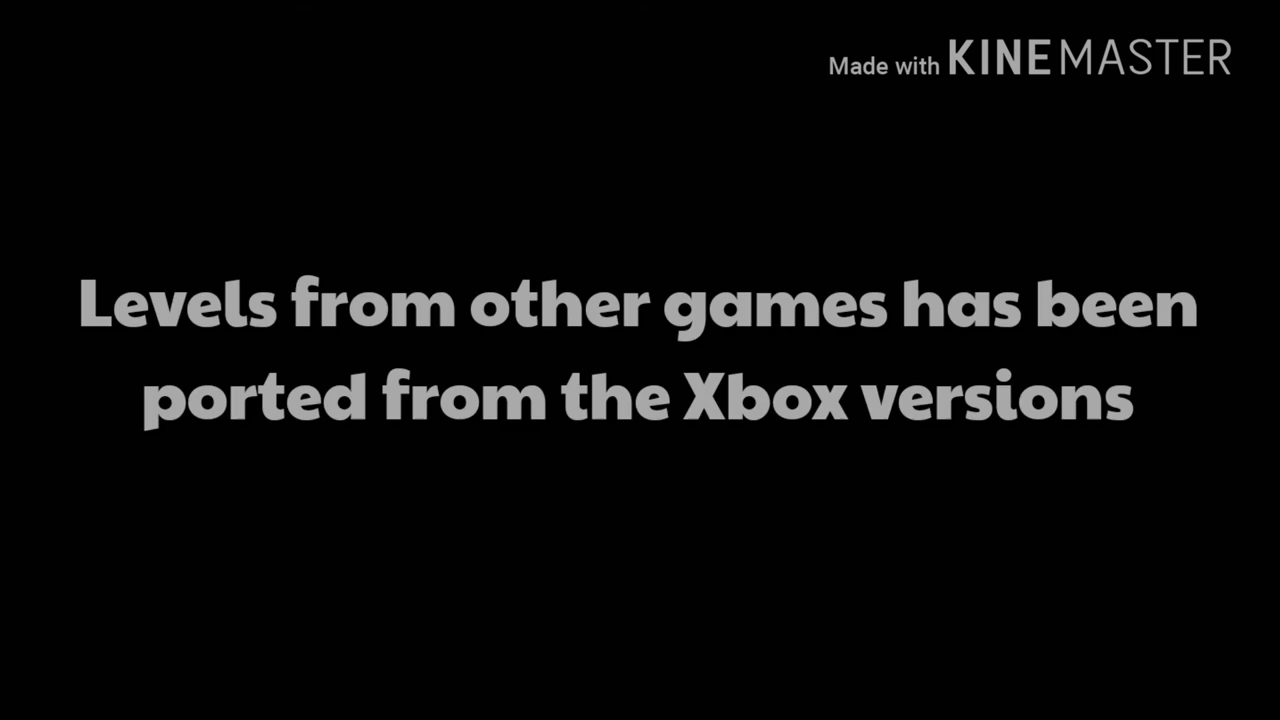 Made with KINEMASTER
Levels from other games has been
ported from the Xbox versions